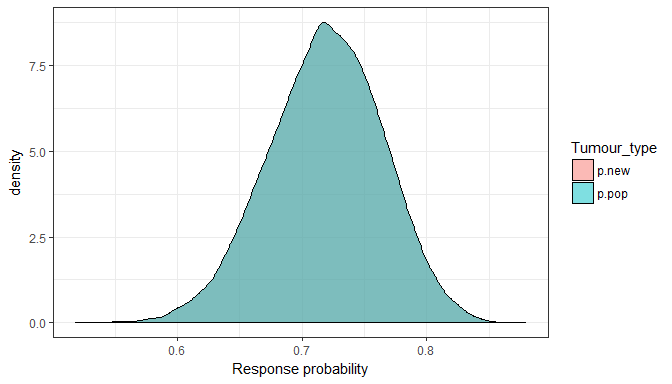 7.5
5.0
2.5
0.0
density
0.6 0.7 0.8
Response probability
Tumour_type
p.new
p.pop